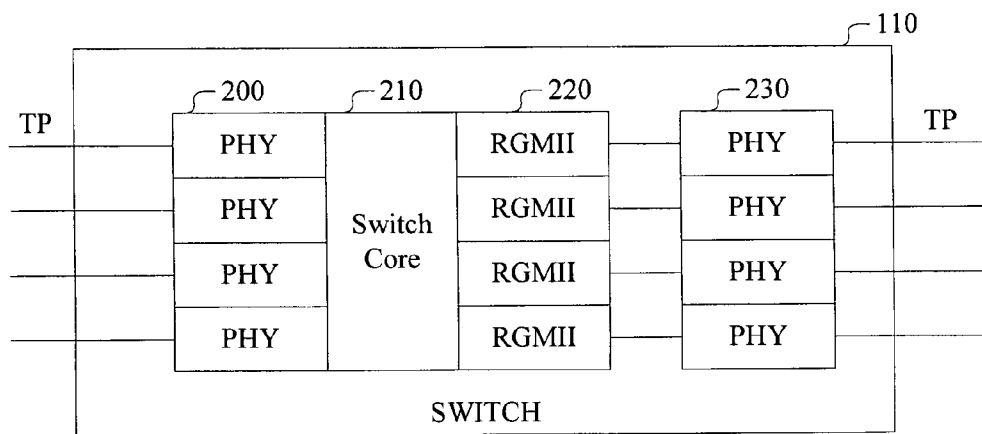 110
200 210 220 230
TP TP
PHY RGMII PHY
PHY RGMII PHY
Switch
Core
PHY RGMII PHY
PHY RGMII PHY
SWITCH